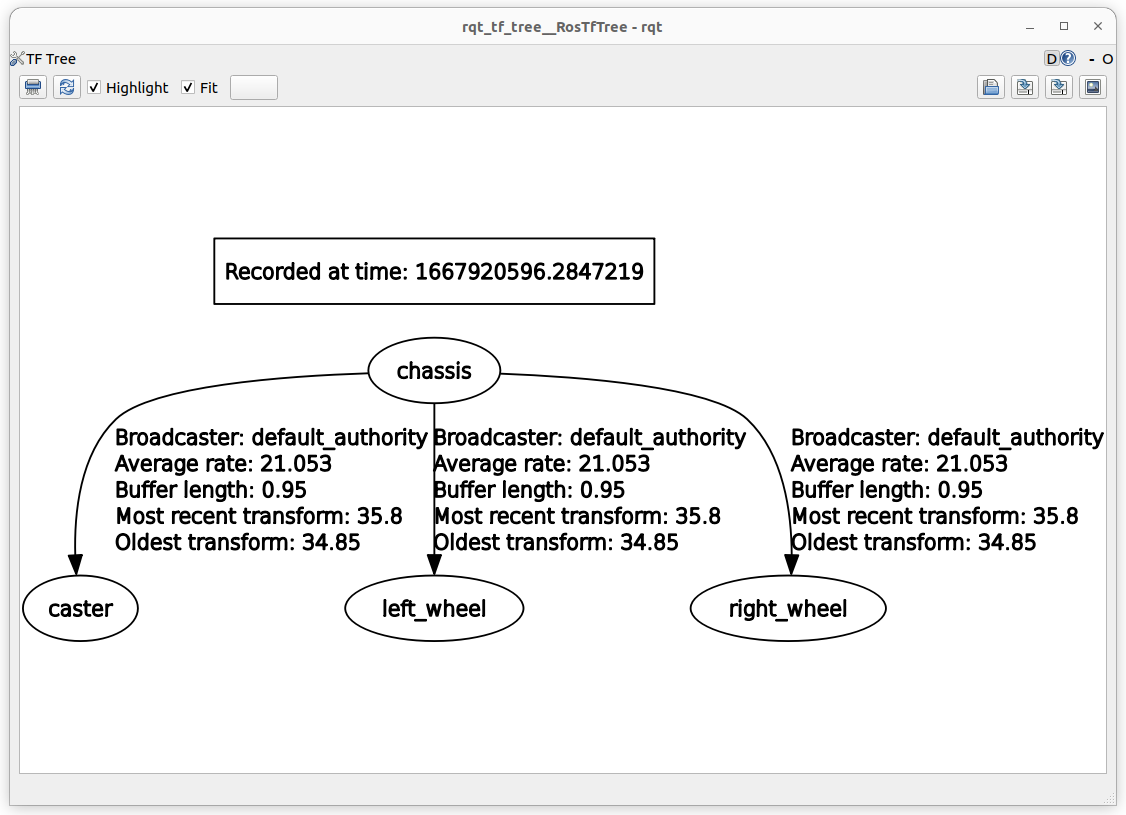 rqt_tf_tree__RosTfTree - rqt
TF Tree
D - O
Highlight Fit
Recorded at time: 1667920596.2847219
chassis
Broadcaster: default_authority
Average rate: 21.053
Buffer length: 0.95
Most recent transform: 35.8
Oldest transform: 34.85
Broadcaster: default_authority
Average rate: 21.053
Buffer length: 0.95
Most recent transform: 35.8
Oldest transform: 34.85
Broadcaster: default_authority
Average rate: 21.053
Buffer length: 0.95
Most recent transform: 35.8
Oldest transform: 34.85
caster
left_wheel
right_wheel